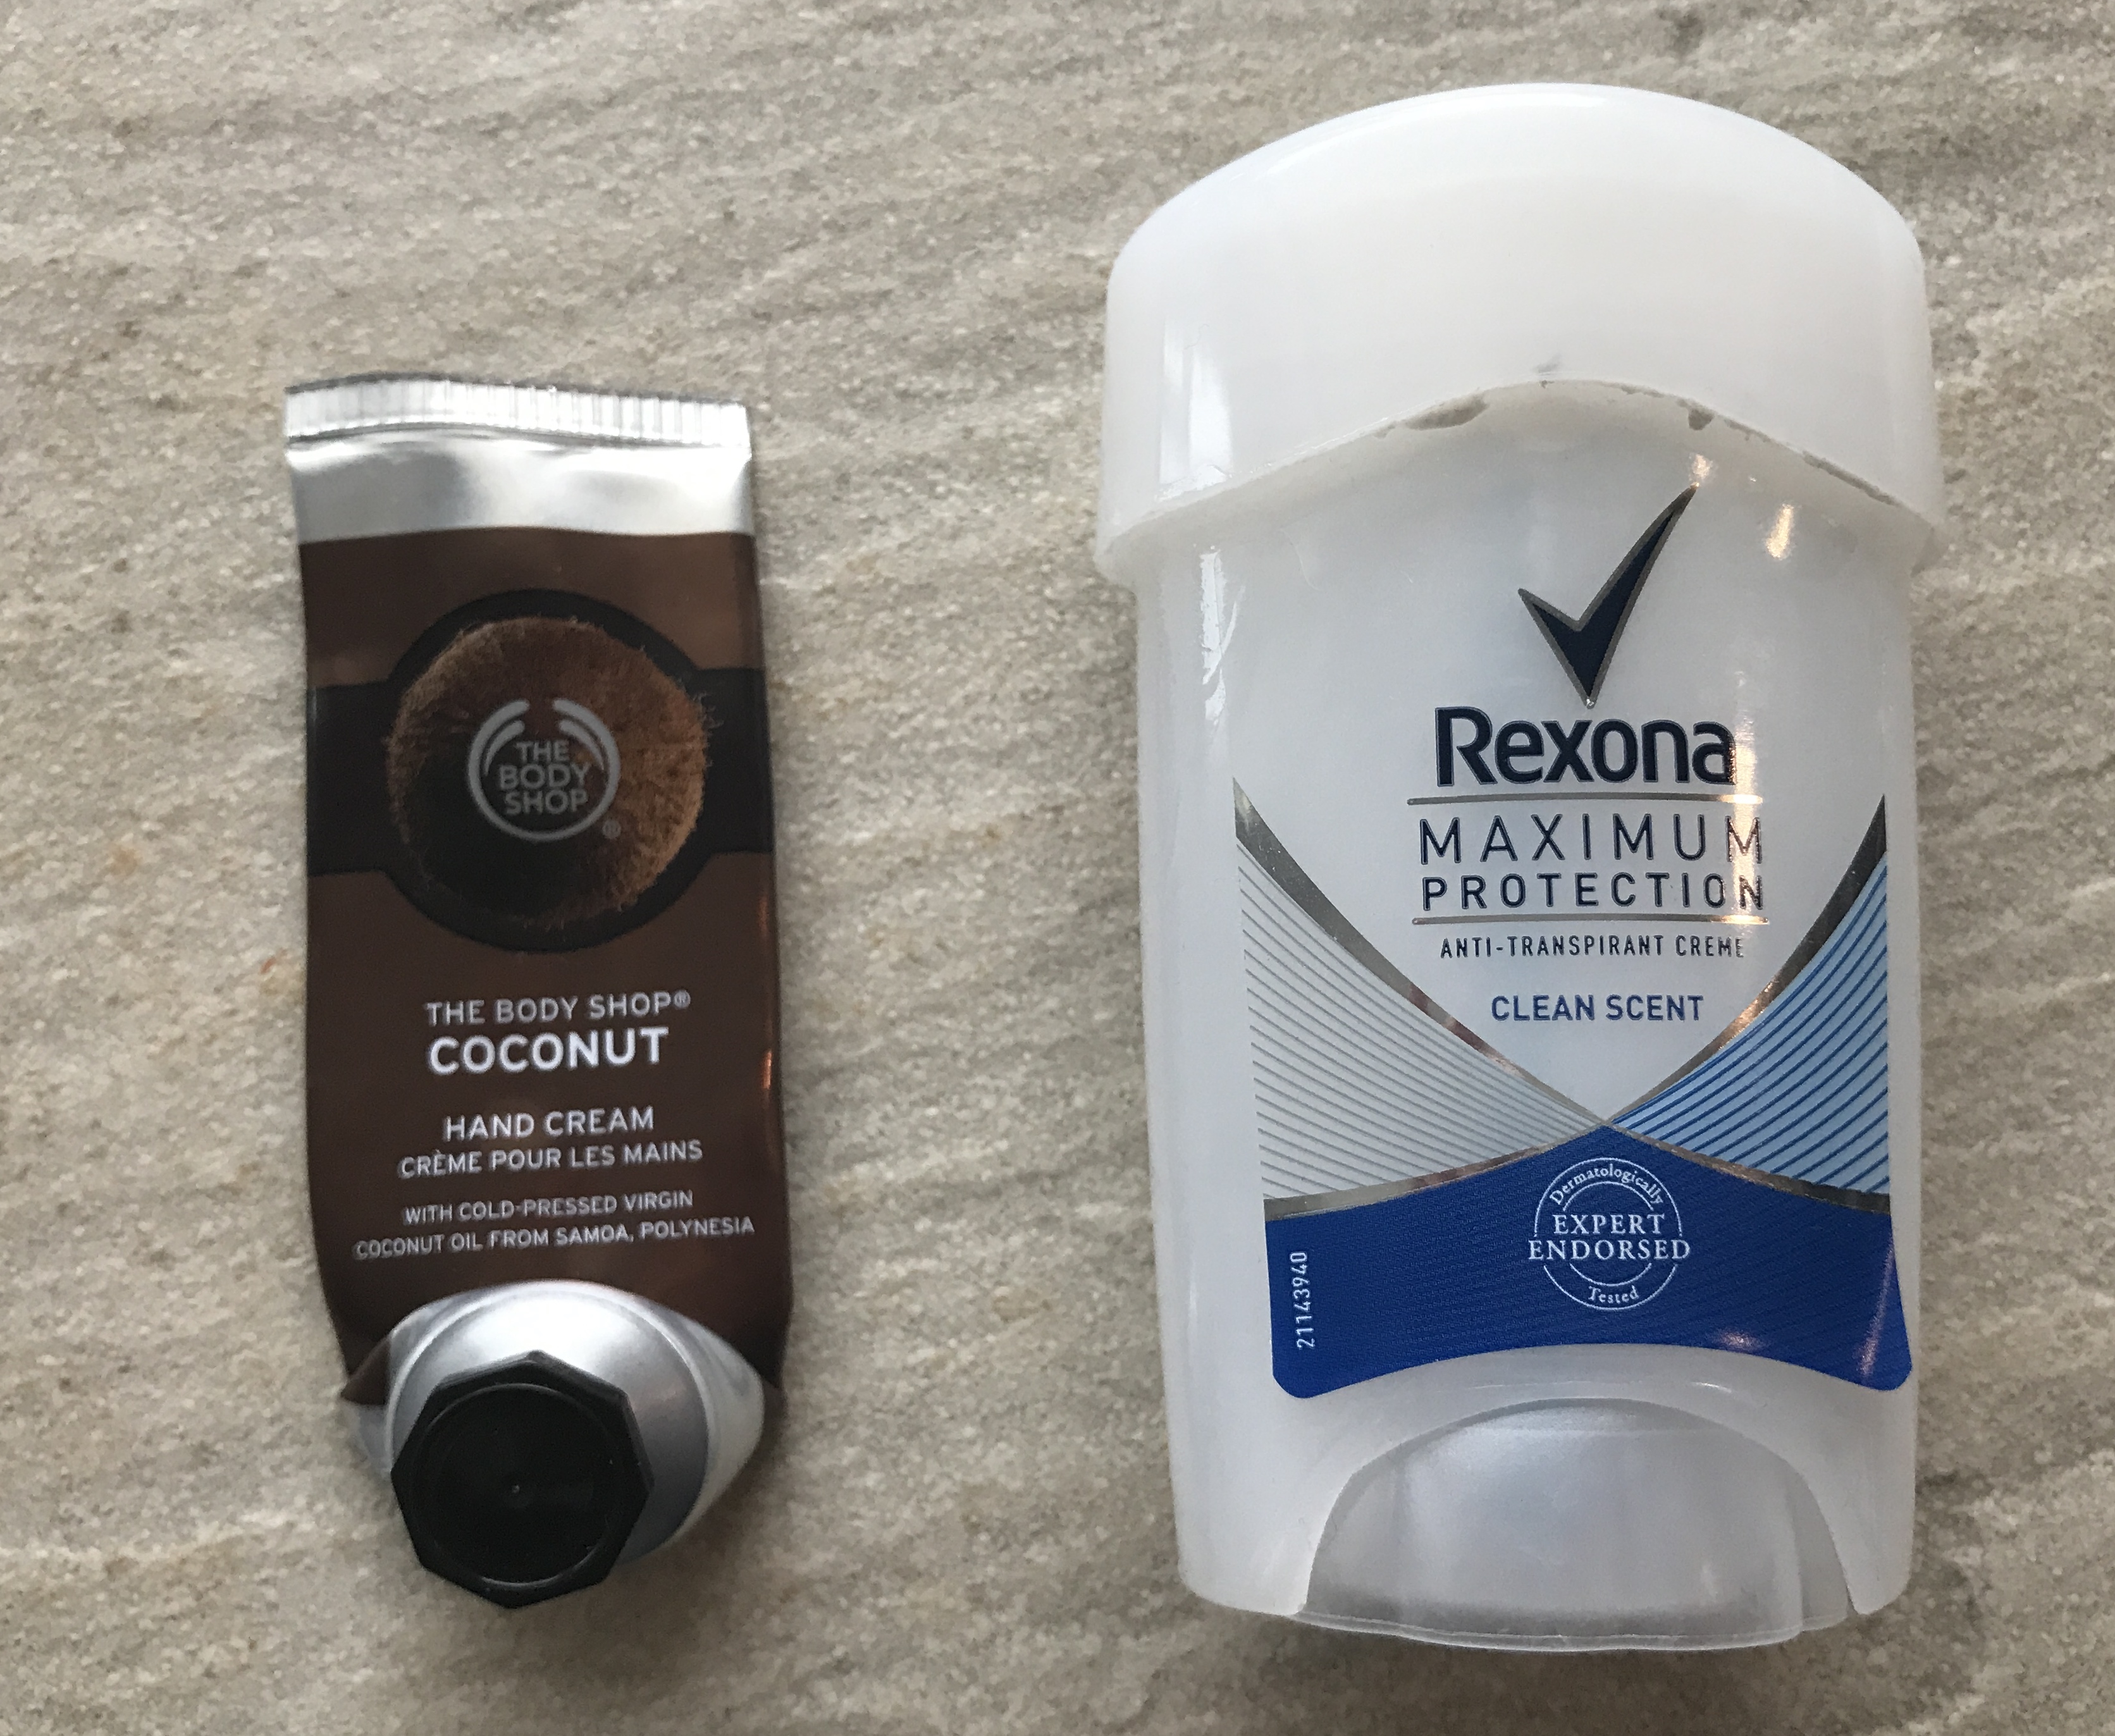 THE
BODY
SHOP
®
THE BODY SHOP®
COCONUT
HAND CREAM
CRÈME POUR LES MAINS
WITH COLD-PRESSED VIRGIN
COCONUT OIL FROM SAMOA, POLYNESIA
Rexona
MAXIMUM
PROTECTION
ANTI-TRANSPIRANT CREME
CLEAN SCENT
Dermatologically
EXPERT
ENDORSED
Tested
21143940